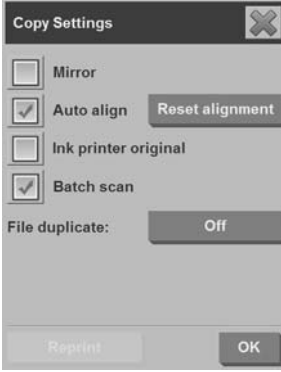 Copy Settings
Mirror
Auto align Reset alignment
Ink printer original
Batch scan
File duplicate: Off
Reprint OK